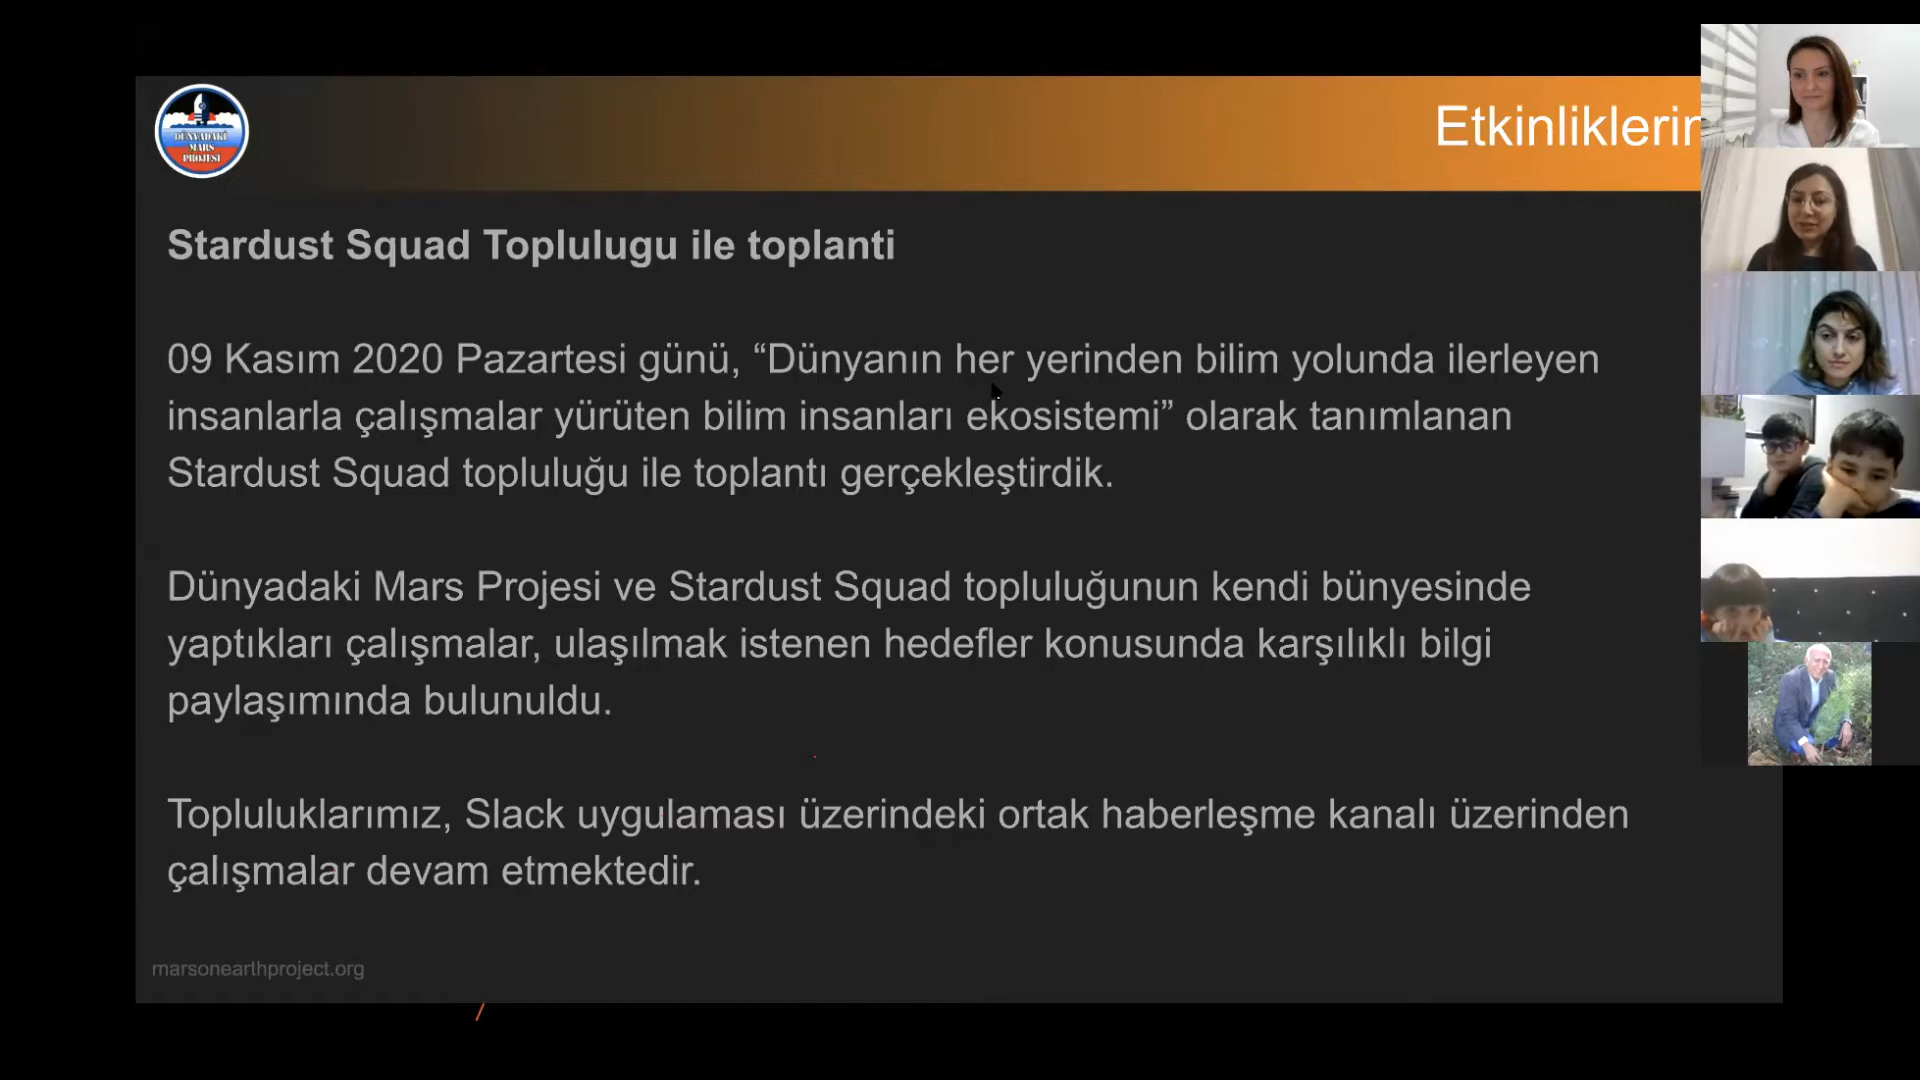 DÜNYADAKİ
MARS
PROJESİ
Etkinliklerin
Stardust Squad Toplulugu ile toplanti
09 Kasım 2020 Pazartesi günü, “Dünyanın her yerinden bilim yolunda ilerleyen
insanlarla çalışmalar yürüten bilim insanları ekosistemi” olarak tanımlanan
Stardust Squad topluluğu ile toplantı gerçekleştirdik.
Dünyadaki Mars Projesi ve Stardust Squad topluluğunun kendi bünyesinde
yaptıkları çalışmalar, ulaşılmak istenen hedefler konusunda karşılıklı bilgi
paylaşımında bulunuldu.
Topluluklarımız, Slack uygulaması üzerindeki ortak haberleşme kanalı üzerinden
çalışmalar devam etmektedir.
marsonearthproject.org